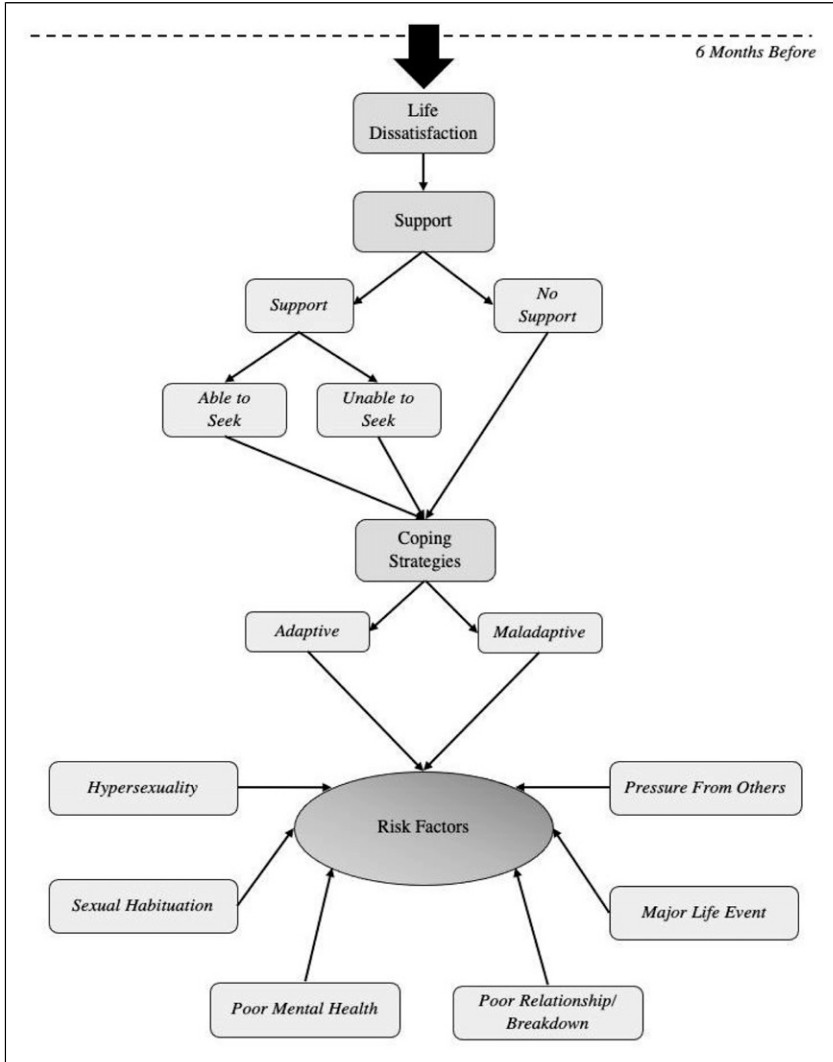 6 Months Before
Life
Dissatisfaction
Support
Support
No
Support
Able to
Seek
Unable to
Seek
Coping
Strategies
Adaptive
Maladaptive
Hypersexuality
Pressure From Others
Risk Factors
Sexual Habituation
Major Life Event
Poor Mental Health
Poor Relationship/
Breakdown